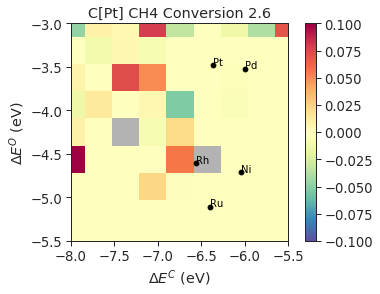 C[Pt] CH4 Conversion 2.6
ΔE^O (eV)
−3.0
−3.5
−4.0
−4.5
−5.0
−5.5
Pt
Pd
Rh
Ni
Ru
−8.0 −7.5 −7.0 −6.5 −6.0 −5.5
ΔE^C (eV)
0.100
0.075
0.050
0.025
0.000
−0.025
−0.050
−0.075
−0.100